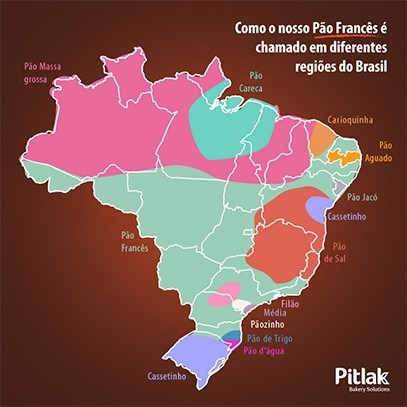 Como o nosso Pão Francês é
chamado em diferentes
regiões do Brasil
Pão Massa
grossa
Pão
Careca
Carioquinha
Pão
Aguado
Pão Jacó
Cassetinho
Pão
de Sal
Pão
Francês
Filão
Média
Pãozinho
Pão de Trigo
Pão d'água
Cassetinho
Pitlak
Bakery Solutions